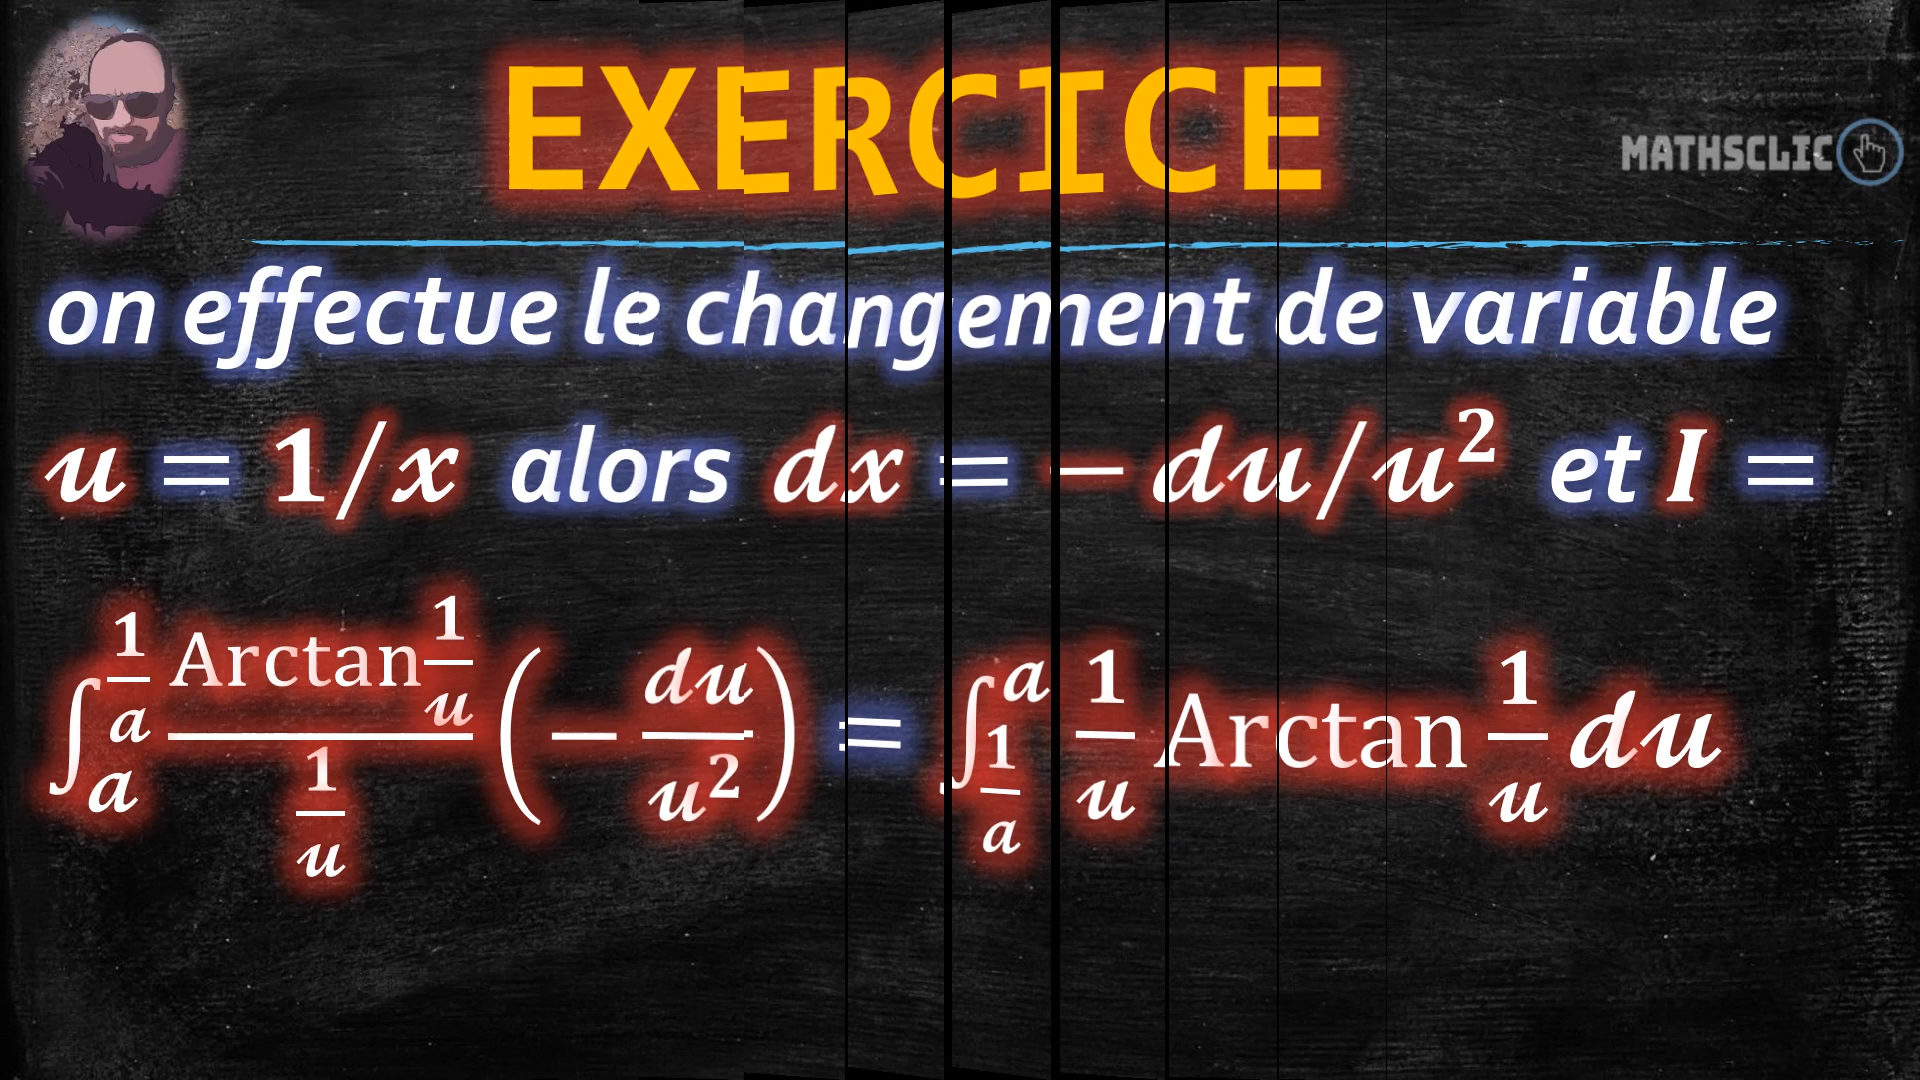 EXERCICE
MATHSCLIC
on effectue le changement de variable
u = 1/x alors dx = − du/u² et I =
∫_a^{1/a} (Arctan 1/u)/(1/u) (− du/u²) = ∫_{1/a}^a 1/u Arctan 1/u du